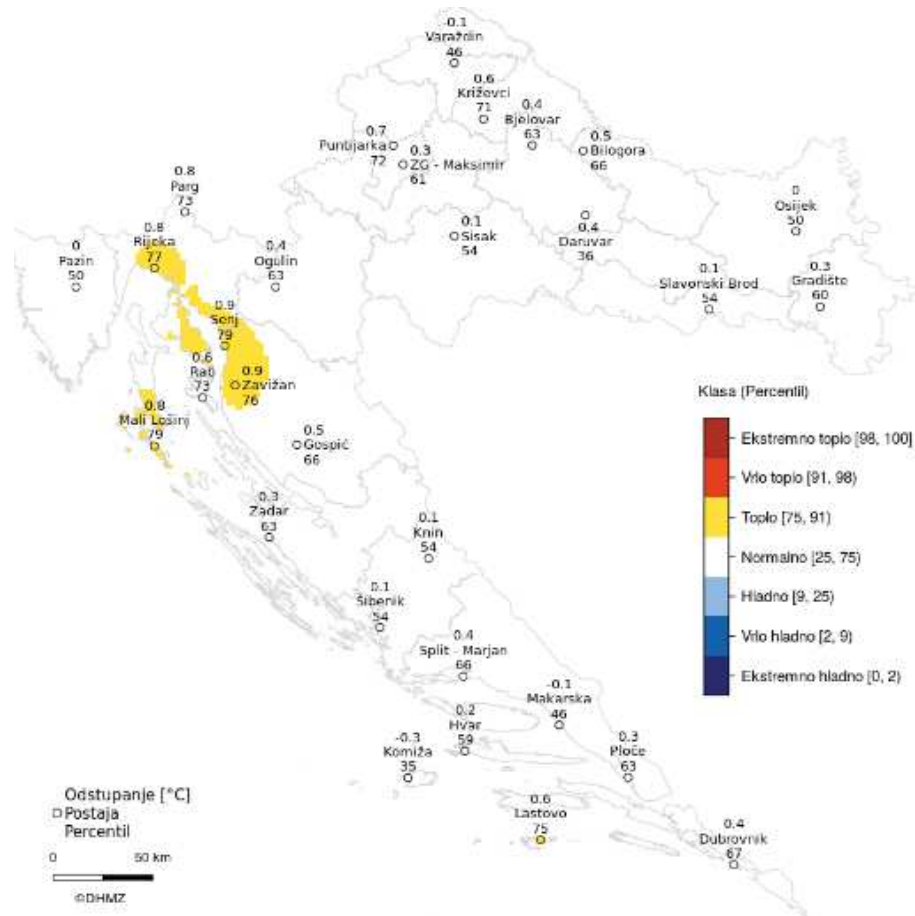 -0.1
Varaždin
46
0.6
Križevci
71
0.4
Bjelovar
63
0.5
Bilogora
66
0.7
Puntijarka
72
0.3
ZG - Maksimir
61
0.8
Parg
73
0
Osijek
50
0.1
Sisak
54
0.4
Daruvar
36
0
Pazin
50
0.8
Rijeka
77
0.4
Ogulin
63
0.1
Slavonski Brod
54
0.3
Gradište
60
0.9
Senj
79
0.6
Rab
73
0.9
Zavižan
76
0.8
Mali Lošinj
79
0.5
Gospić
66
0.3
Zadar
63
0.1
Knin
54
0.1
Šibenik
54
0.4
Split - Marjan
66
-0.1
Makarska
46
0.2
Hvar
59
-0.3
Komiža
35
0.3
Ploče
63
0.6
Lastovo
75
0.4
Dubrovnik
67
Klasa (Percentil)
Ekstremno toplo [98, 100]
Vrlo toplo [91, 98)
Toplo [75, 91)
Normalno [25, 75)
Hladno [9, 25)
Vrlo hladno [2, 9)
Ekstremno hladno [0, 2)
Odstupanje [°C]
Postaja
Percentil
0 50 km
©DHMZ